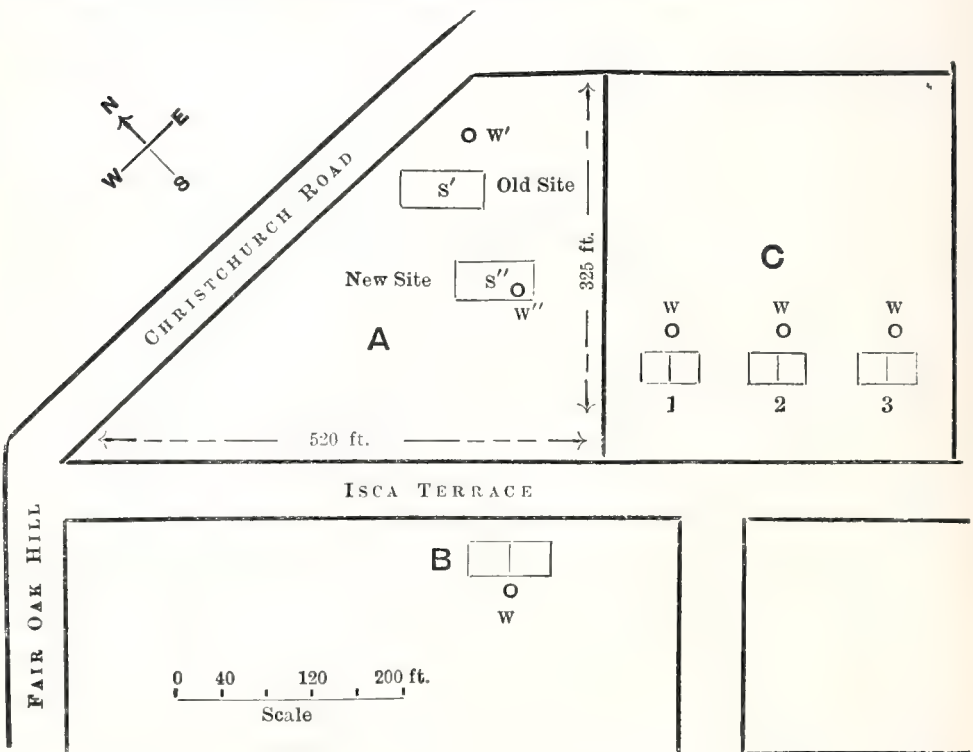 N
E
W
S
CHRISTCHURCH ROAD
W'
S' Old Site
New Site S''
W''
A
325 ft.
520 ft.
C
W W W
1 2 3
ISCA TERRACE
FAIR OAK HILL
B
W
0 40 120 200 ft.
Scale